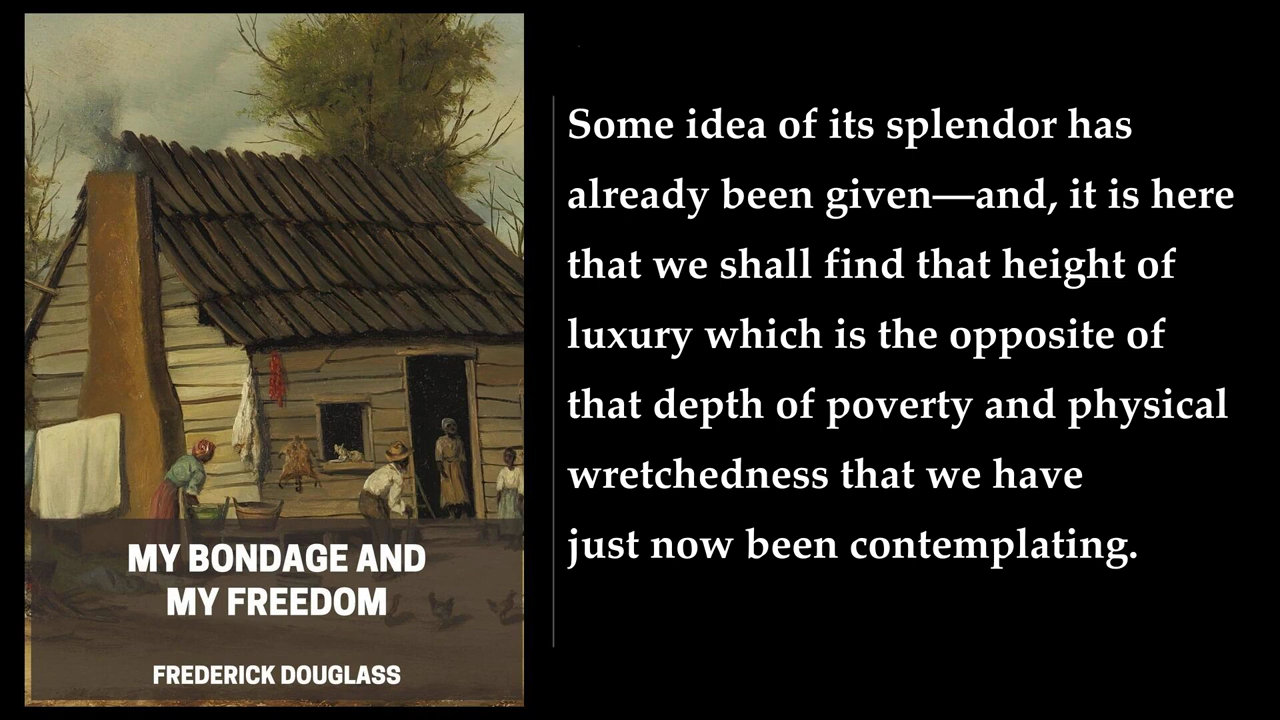 MY BONDAGE AND
MY FREEDOM
FREDERICK DOUGLASS
Some idea of its splendor has
already been given—and, it is here
that we shall find that height of
luxury which is the opposite of
that depth of poverty and physical
wretchedness that we have
just now been contemplating.